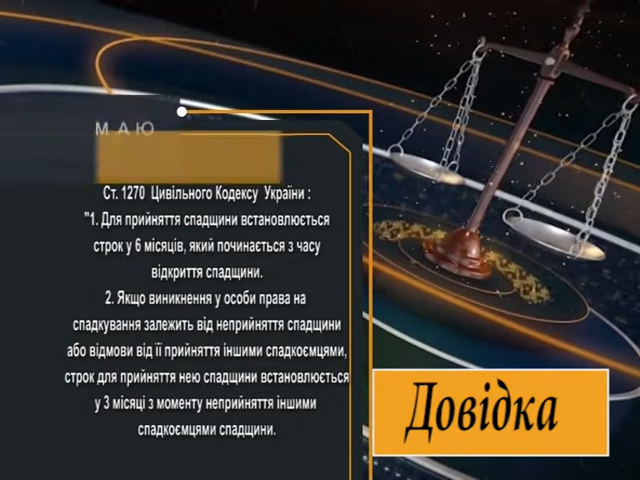 МАЮ
Ст. 1270 Цивільного Кодексу України :
"1. Для прийняття спадщини встановлюється
строк у 6 місяців, який починається з часу
відкриття спадщини.
2. Якщо виникнення у особи права на
спадкування залежить від неприйняття спадщини
або відмови від її прийняття іншими спадкоємцями,
строк для прийняття нею спадщини встановлюється
у 3 місяці з моменту неприйняття іншими
спадкоємцями спадщини.
Довідка